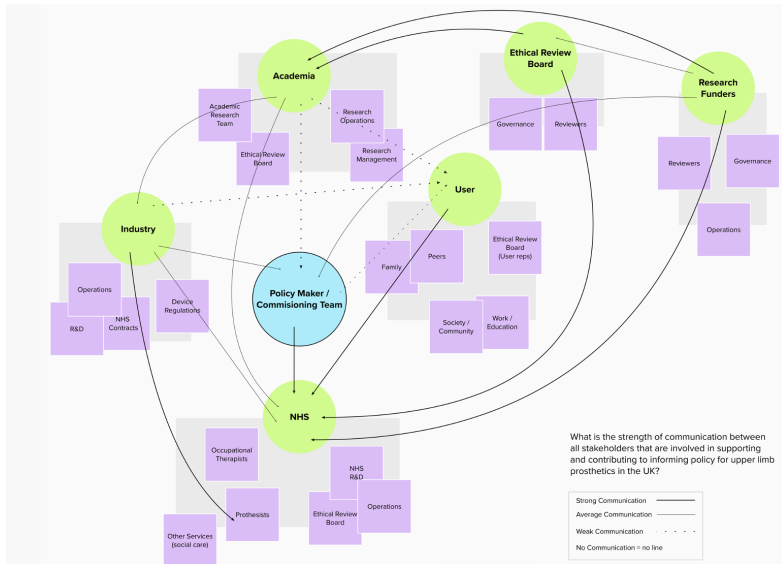 Academia
Academic
Research
Team
Research
Operations
Ethical Review
Board
Research
Management
Ethical Review
Board
Governance
Reviewers
Research
Funders
Reviewers
Governance
Operations
User
Family
Peers
Ethical Review
Board
(User reps)
Society /
Community
Work /
Education
Industry
Operations
R&D
NHS
Contracts
Device
Regulations
Policy Maker /
Commisioning Team
NHS
Occupational
Therapists
Prothesists
Other Services
(social care)
NHS
R&D
Ethical Review
Board
Operations
What is the strength of communication between
all stakeholders that are involved in supporting
and contributing to informing policy for upper limb
prosthetics in the UK?
Strong Communication
Average Communication
Weak Communication
No Communication = no line